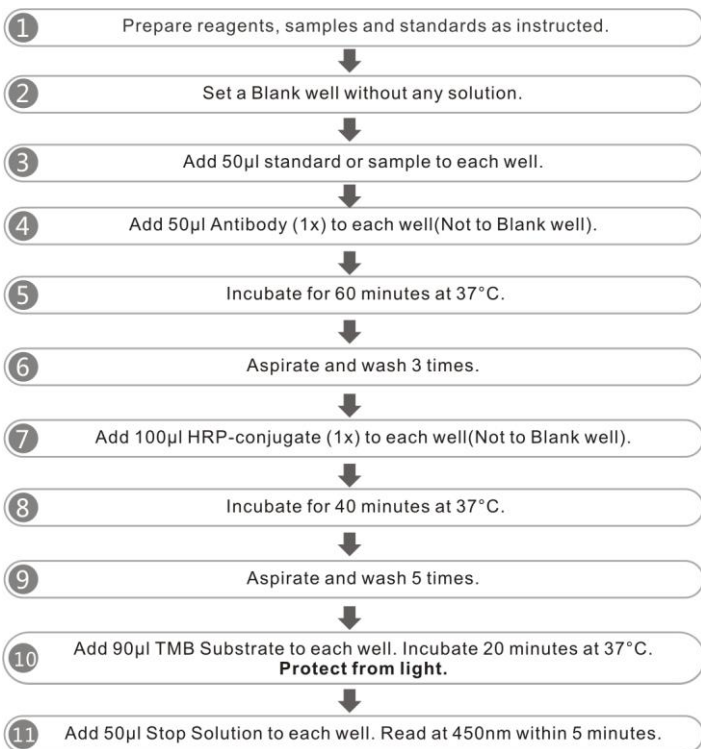 1 Prepare reagents, samples and standards as instructed.
2 Set a Blank well without any solution.
3 Add 50μl standard or sample to each well.
4 Add 50μl Antibody (1x) to each well(Not to Blank well).
5 Incubate for 60 minutes at 37°C.
6 Aspirate and wash 3 times.
7 Add 100μl HRP-conjugate (1x) to each well(Not to Blank well).
8 Incubate for 40 minutes at 37°C.
9 Aspirate and wash 5 times.
10 Add 90μl TMB Substrate to each well. Incubate 20 minutes at 37°C.
Protect from light.
11 Add 50μl Stop Solution to each well. Read at 450nm within 5 minutes.